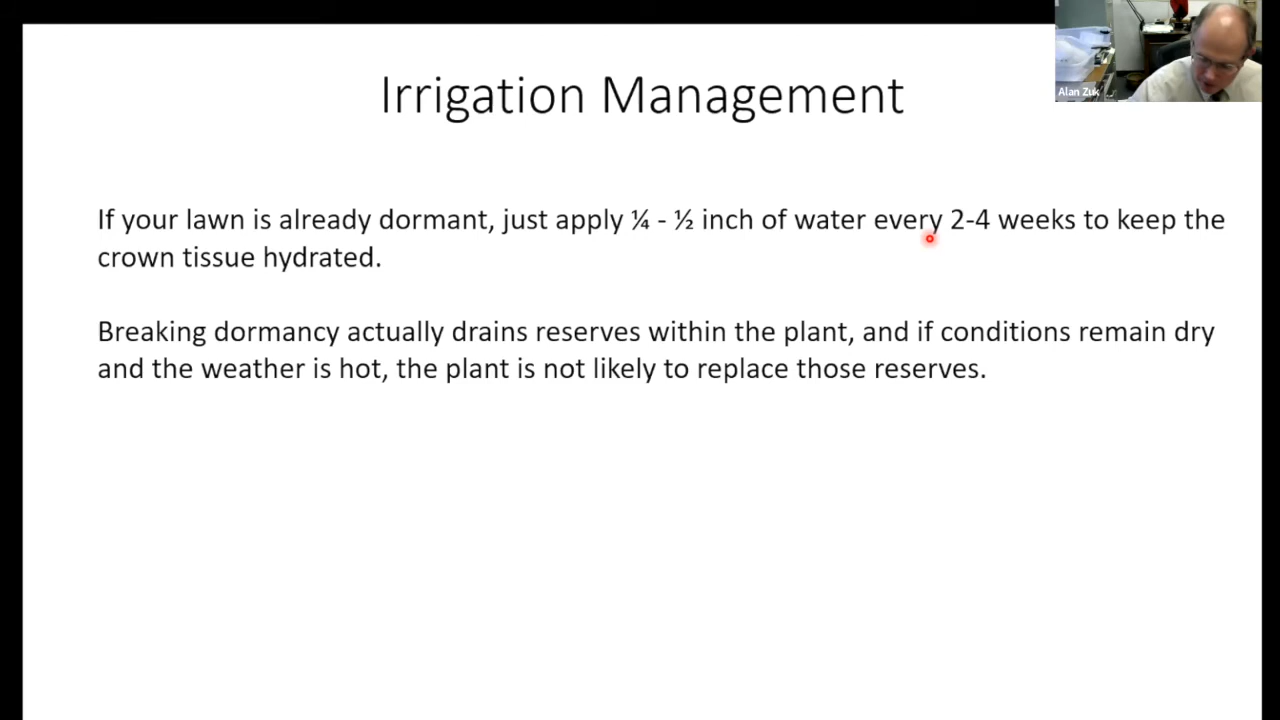 Irrigation Management
Alan Zuk
If your lawn is already dormant, just apply ¼ - ½ inch of water every 2-4 weeks to keep the
crown tissue hydrated.
Breaking dormancy actually drains reserves within the plant, and if conditions remain dry
and the weather is hot, the plant is not likely to replace those reserves.